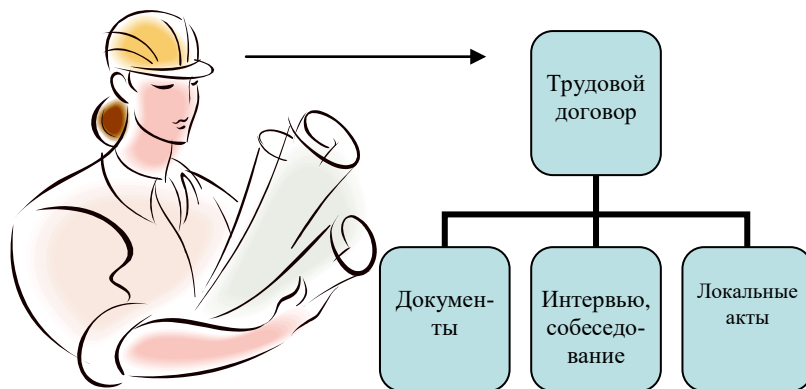 Трудовой
договор
Докумен-
ты
Интервью,
собеседо-
вание
Локальные
акты